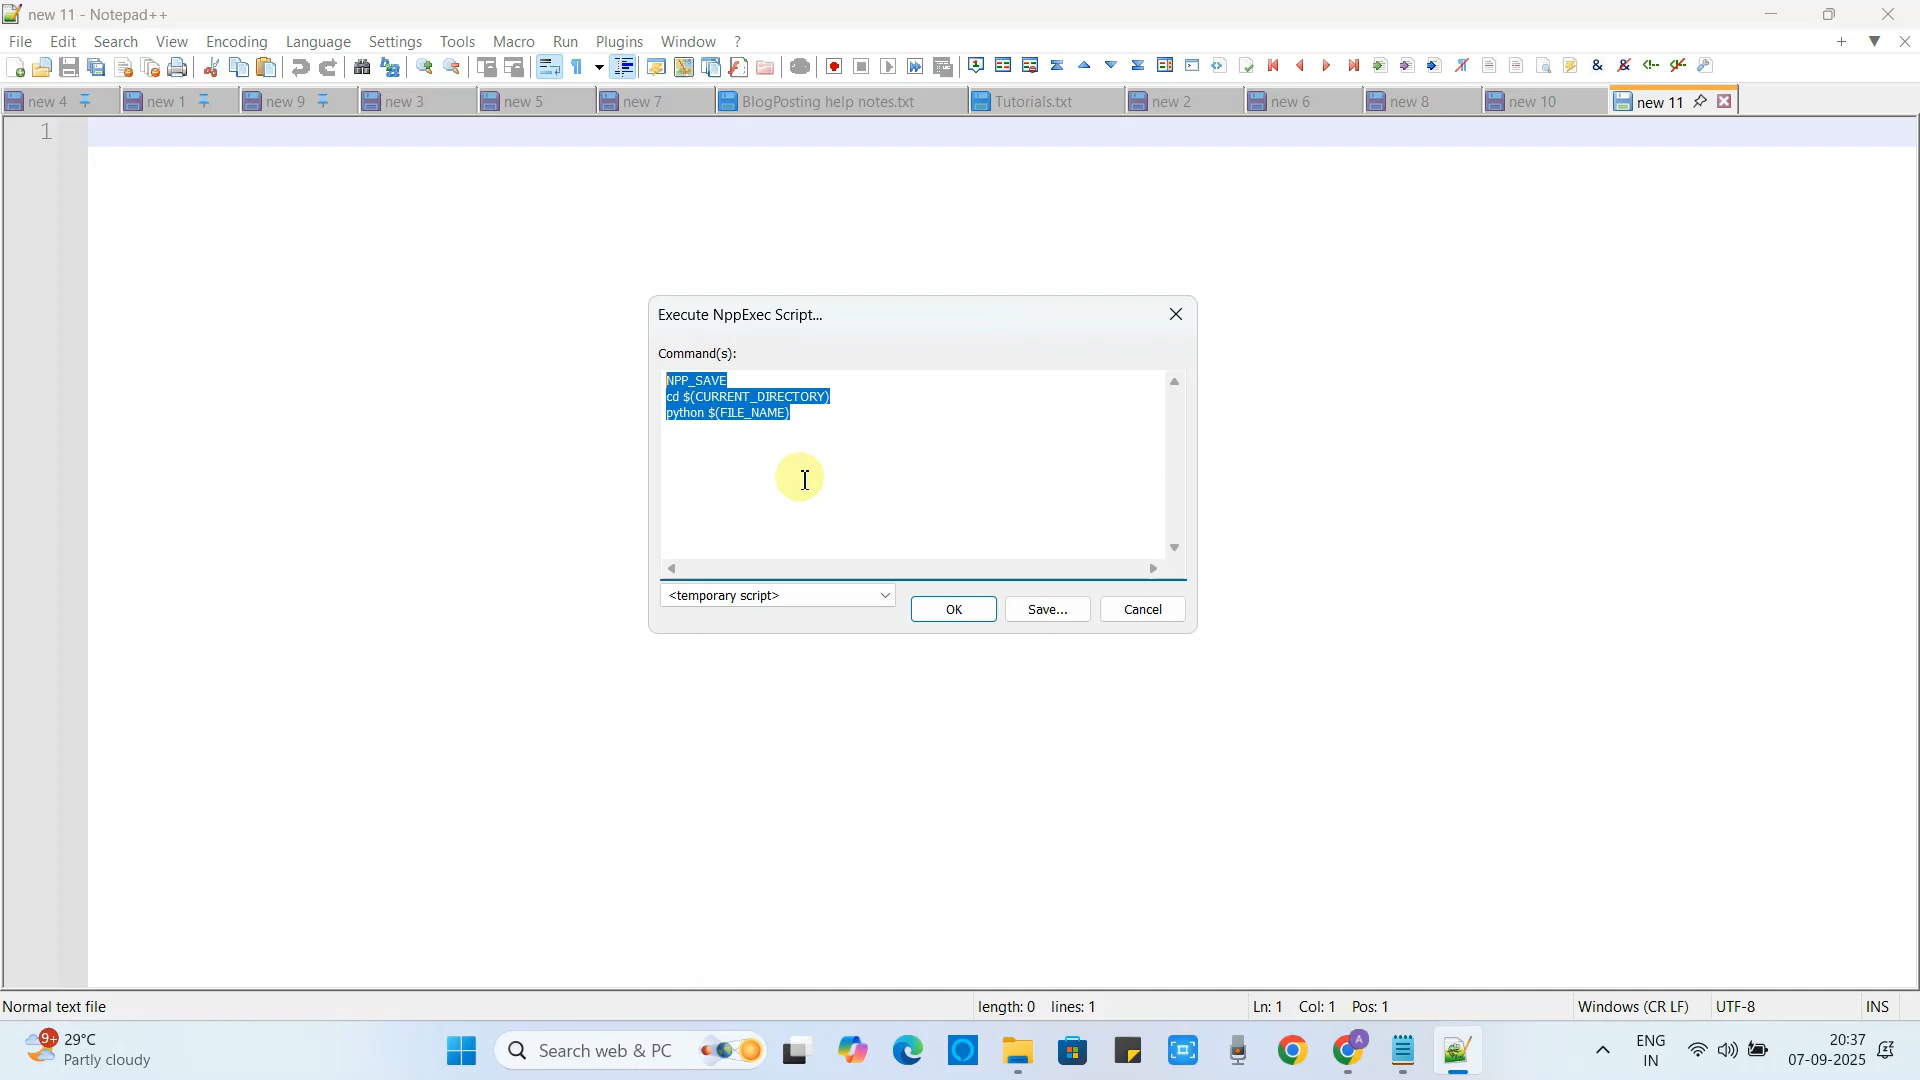 new 11 - Notepad++
File Edit Search View Encoding Language Settings Tools Macro Run Plugins Window ?
new 4 new 1 new 9 new 3 new 5 new 7 BlogPosting help notes.txt Tutorials.txt new 2 new 6 new 8 new 10 new 11
1
Execute NppExec Script...
Command(s):
NPP_SAVE
cd $(CURRENT_DIRECTORY)
python $(FILE_NAME)
<temporary script> OK Save... Cancel
Normal text file length: 0 lines: 1 Ln: 1 Col: 1 Pos: 1 Windows (CR LF) UTF-8 INS
9+ 29°C
Partly cloudy
Search web & PC
A
ENG
IN
20:37
07-09-2025